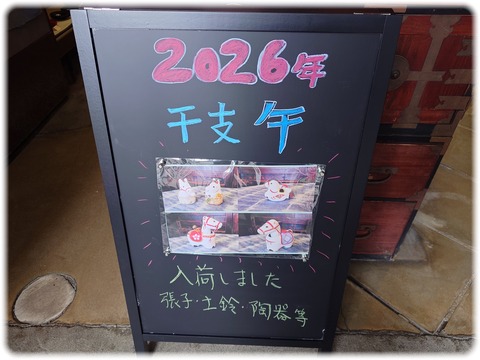 2026年
干支 午
入荷しました
張子・土鈴・陶器等